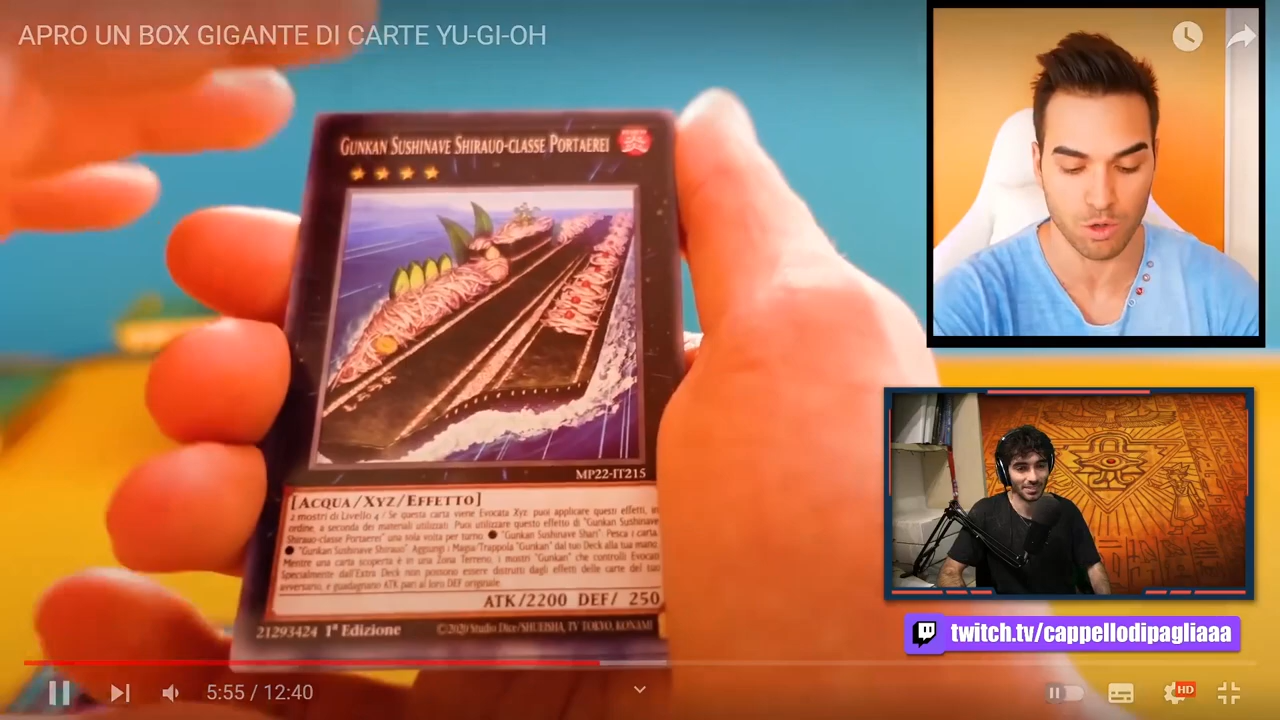 APRO UN BOX GIGANTE DI CARTE YU-GI-OH
GUNKAN SUSHINAVE SHIRAUO-CLASSE PORTAEREI
MP22-IT215
[ACQUA/XYZ/EFFETTO]
2 mostri di Livello 4 / Se questa carta viene Evocata Xyz: puoi applicare questi effetti, in
ordine, a seconda dei materiali utilizzati. Puoi utilizzare questo effetto di "Gunkan Sushinave
Shirauo-classe Portaerei" una sola volta per turno. ● "Gunkan Sushinave Shari" Pesca 1 carta.
● "Gunkan Sushinave Shirauo" Aggiungi 1 Magia/Trappola "Gunkan" dal tuo Deck alla tua mano.
Mentre una carta scoperta è in una Zona Terreno, i mostri "Gunkan" che controlli Evocati
Specialmente dall'Extra Deck non possono essere distrutti dagli effetti delle carte del tuo
avversario, e guadagnano ATK pari al loro DEF originale.
ATK/2200 DEF/ 250
21293424 1ª Edizione ©2020 Studio Dice/SHUEISHA, TV TOKYO, KONAMI
twitch.tv/cappellodipagliaaa
5:55 / 12:40
HD